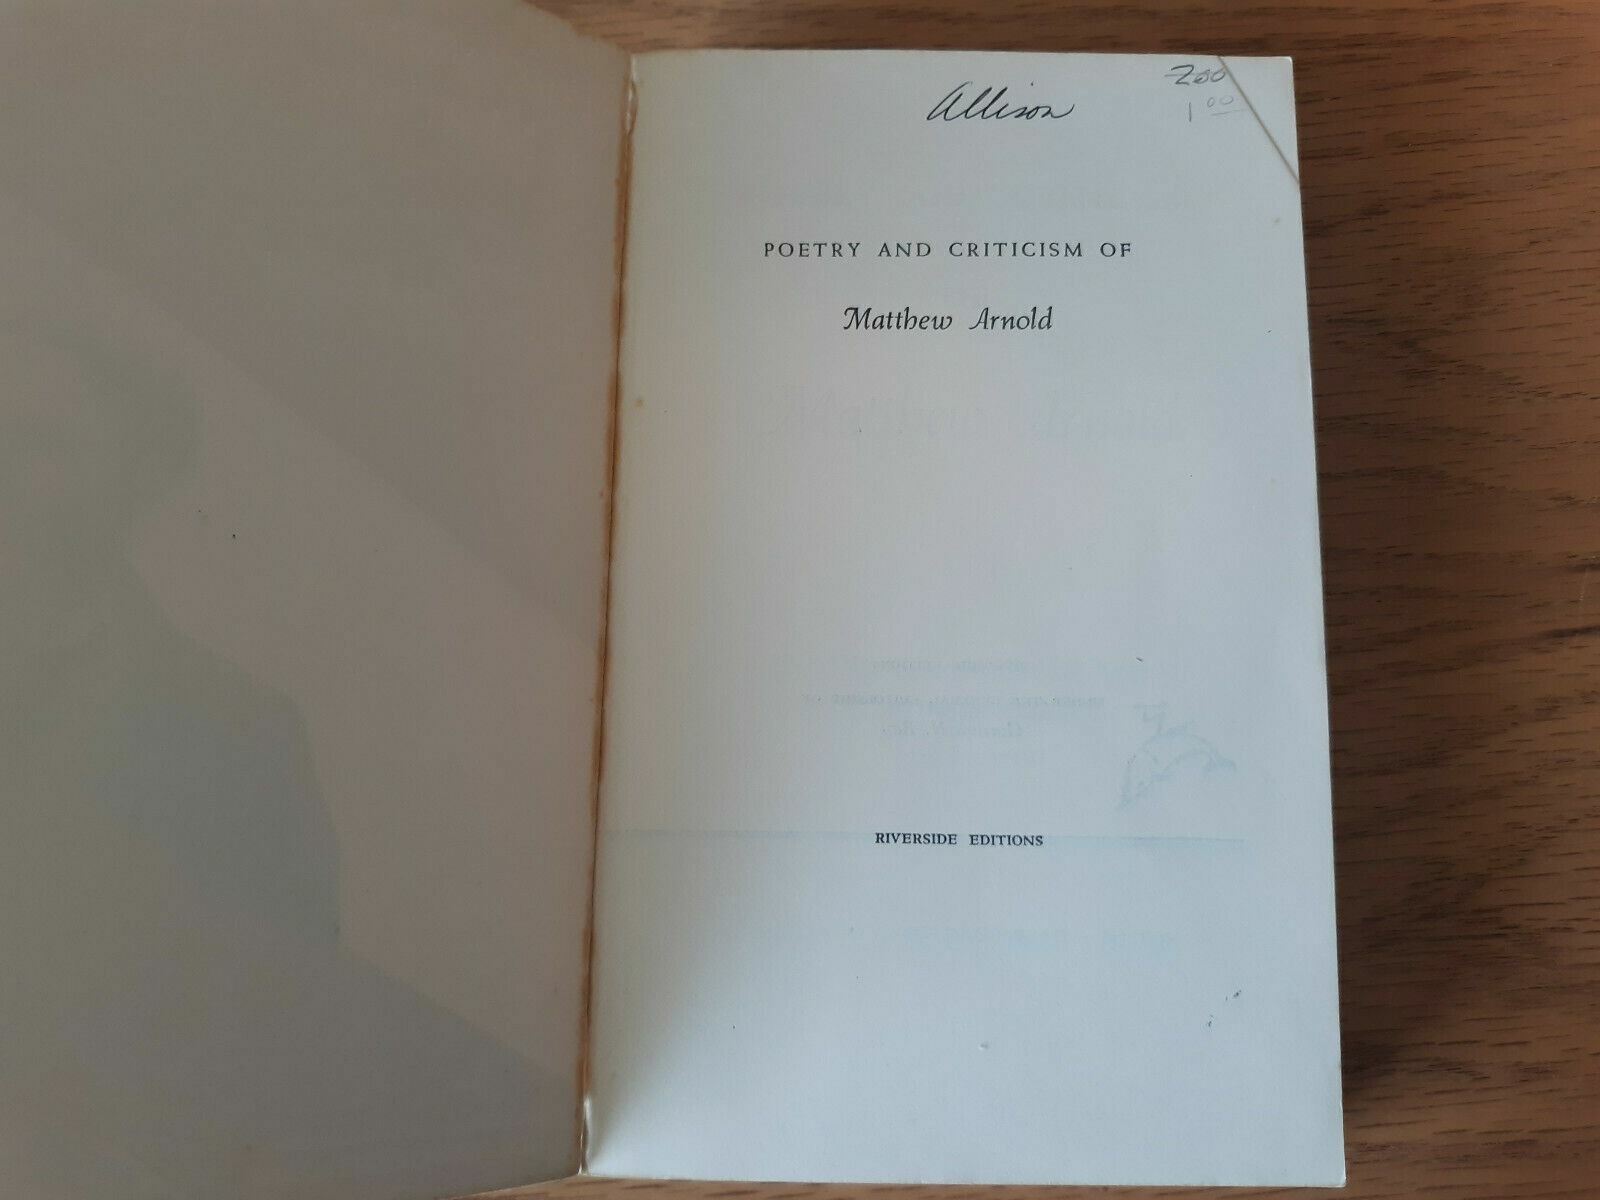 Allison
200
1 00
POETRY AND CRITICISM OF
Matthew Arnold
RIVERSIDE EDITIONS